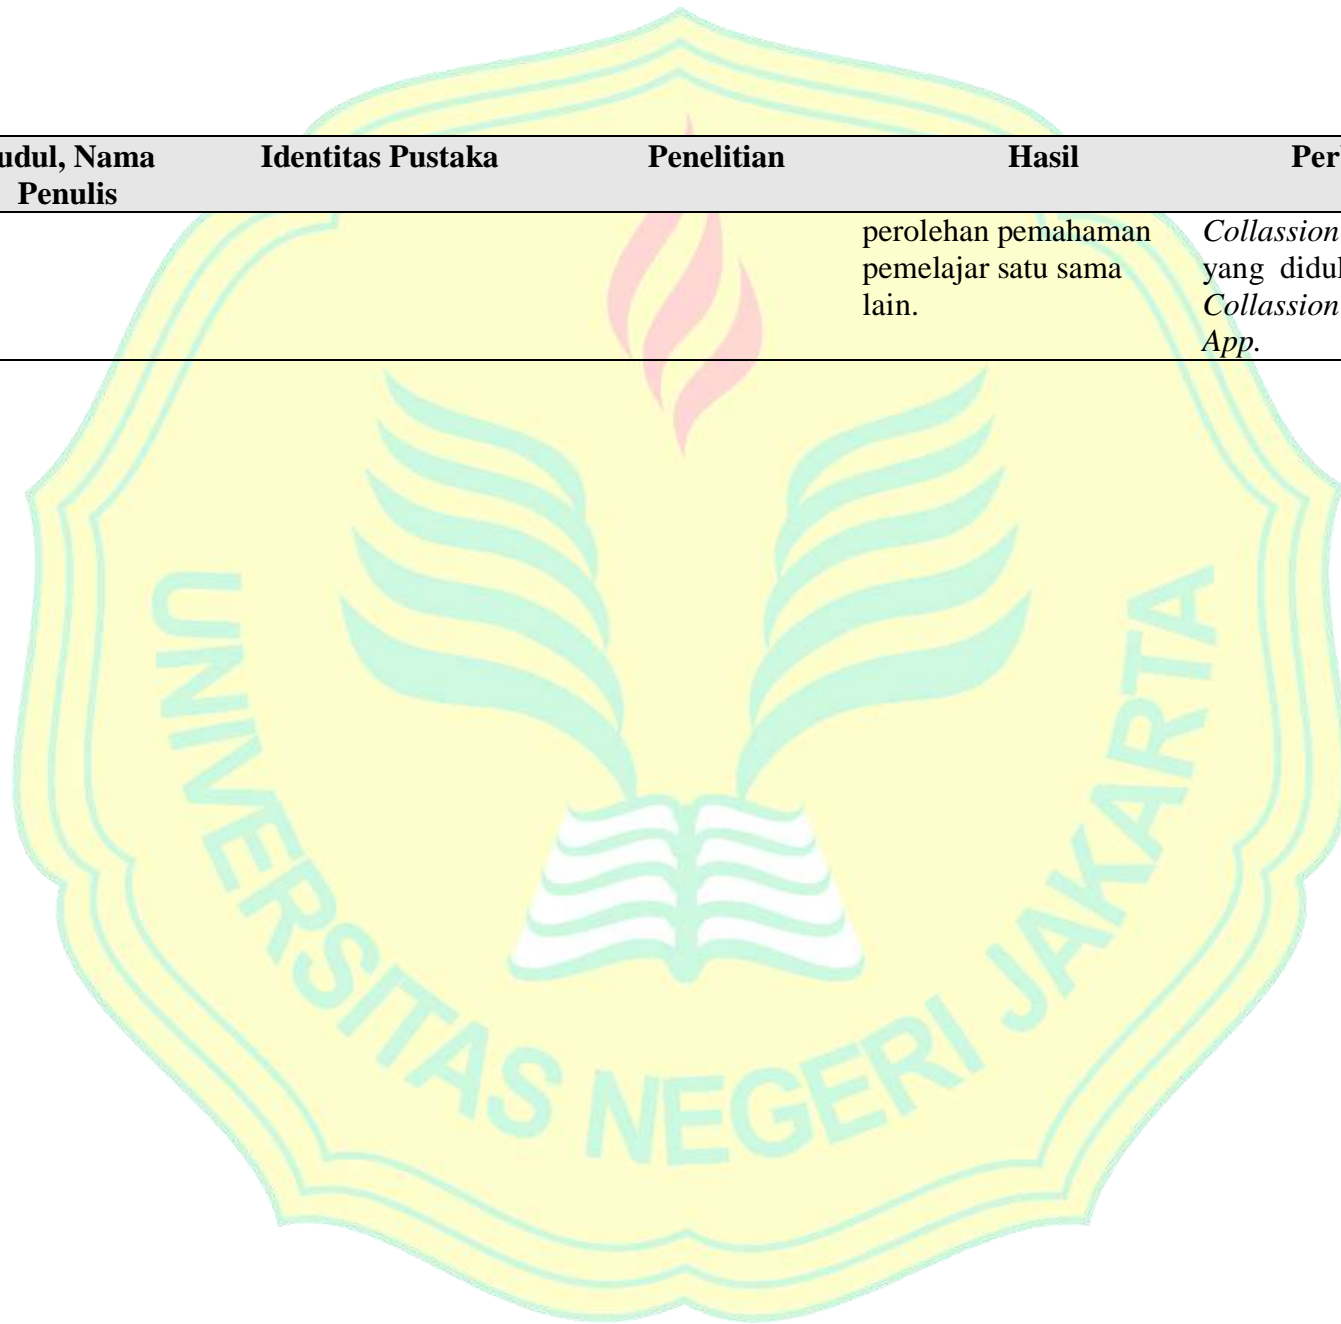 udul, Nama Identitas Pustaka Penelitian Hasil Per
Penulis
perolehan pemahaman Collassion
pemelajar satu sama yang didu
lain. Collassion
App.
UNIVERSITAS NEGERI JAKARTA